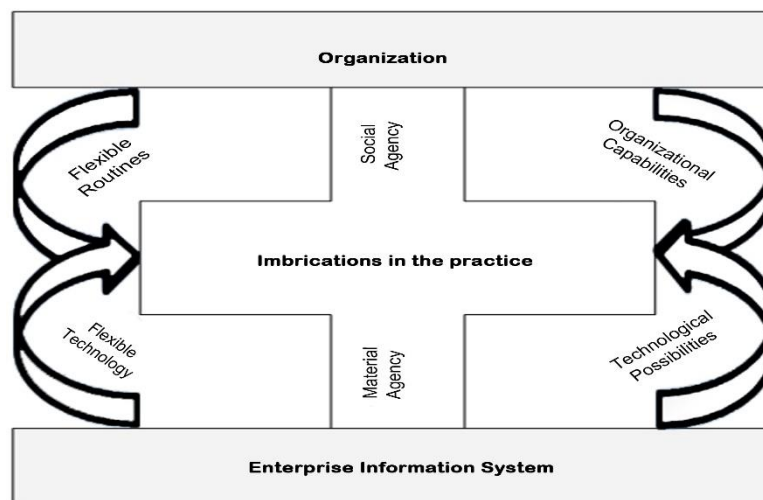 Organization
Flexible
Routines
Social
Agency
Organizational
Capabilities
Imbrications in the practice
Flexible
Technology
Material
Agency
Technological
Possibilities
Enterprise Information System